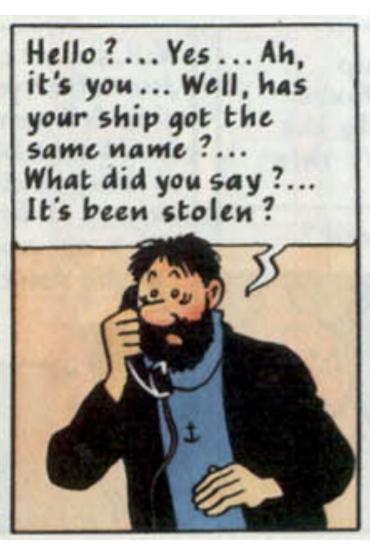 Hello ? ... Yes ... Ah,
it's you ... Well, has
your ship got the
same name ?...
What did you say ?...
It's been stolen ?